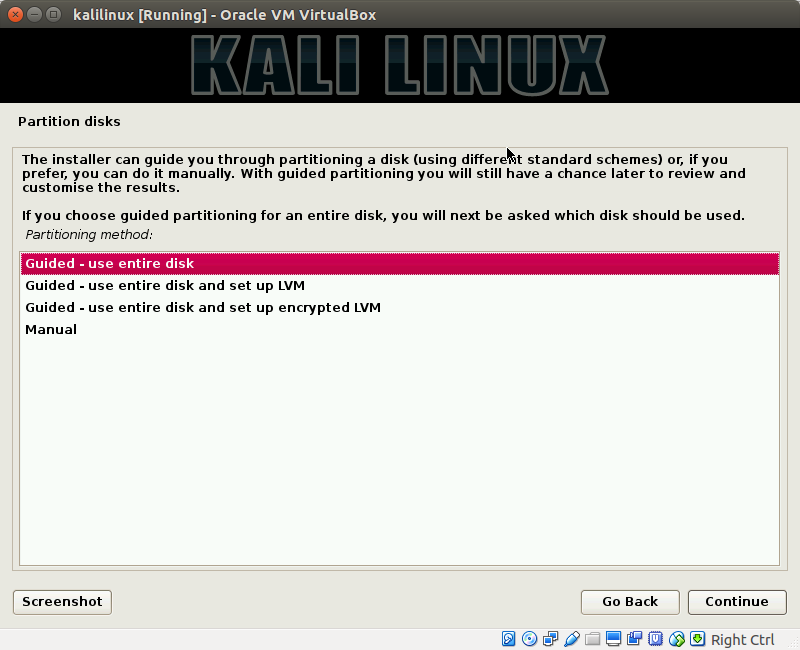 kalilinux [Running] - Oracle VM VirtualBox
KALI LINUX
Partition disks
The installer can guide you through partitioning a disk (using different standard schemes) or, if you
prefer, you can do it manually. With guided partitioning you will still have a chance later to review and
customise the results.
If you choose guided partitioning for an entire disk, you will next be asked which disk should be used.
Partitioning method:
Guided - use entire disk
Guided - use entire disk and set up LVM
Guided - use entire disk and set up encrypted LVM
Manual
Screenshot
Go Back
Continue
Right Ctrl